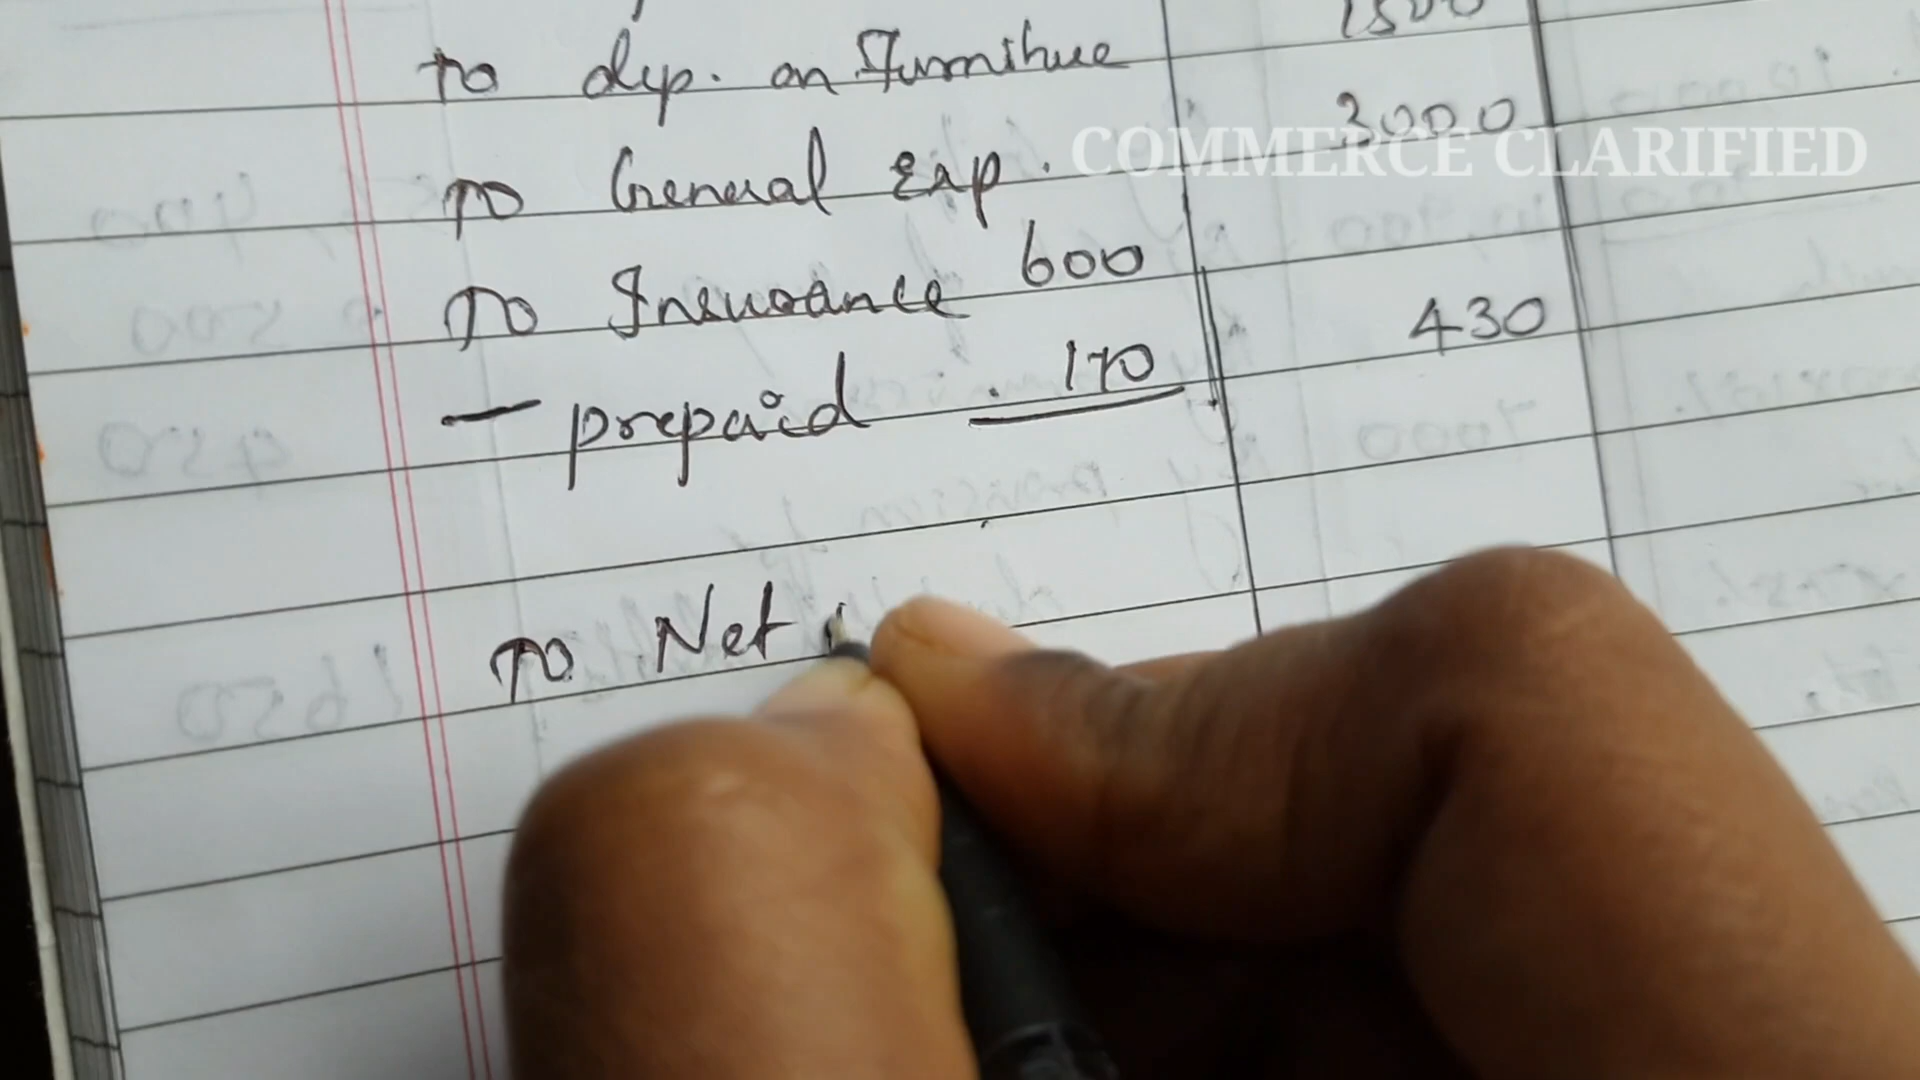 1500
To dep. on Furniture
3000
To General Exp.
COMMERCE CLARIFIED
To Insurance 600
430
— prepaid 170
To Net